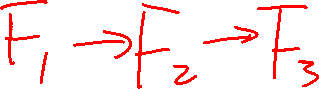 F₁ → F₂ → F₃